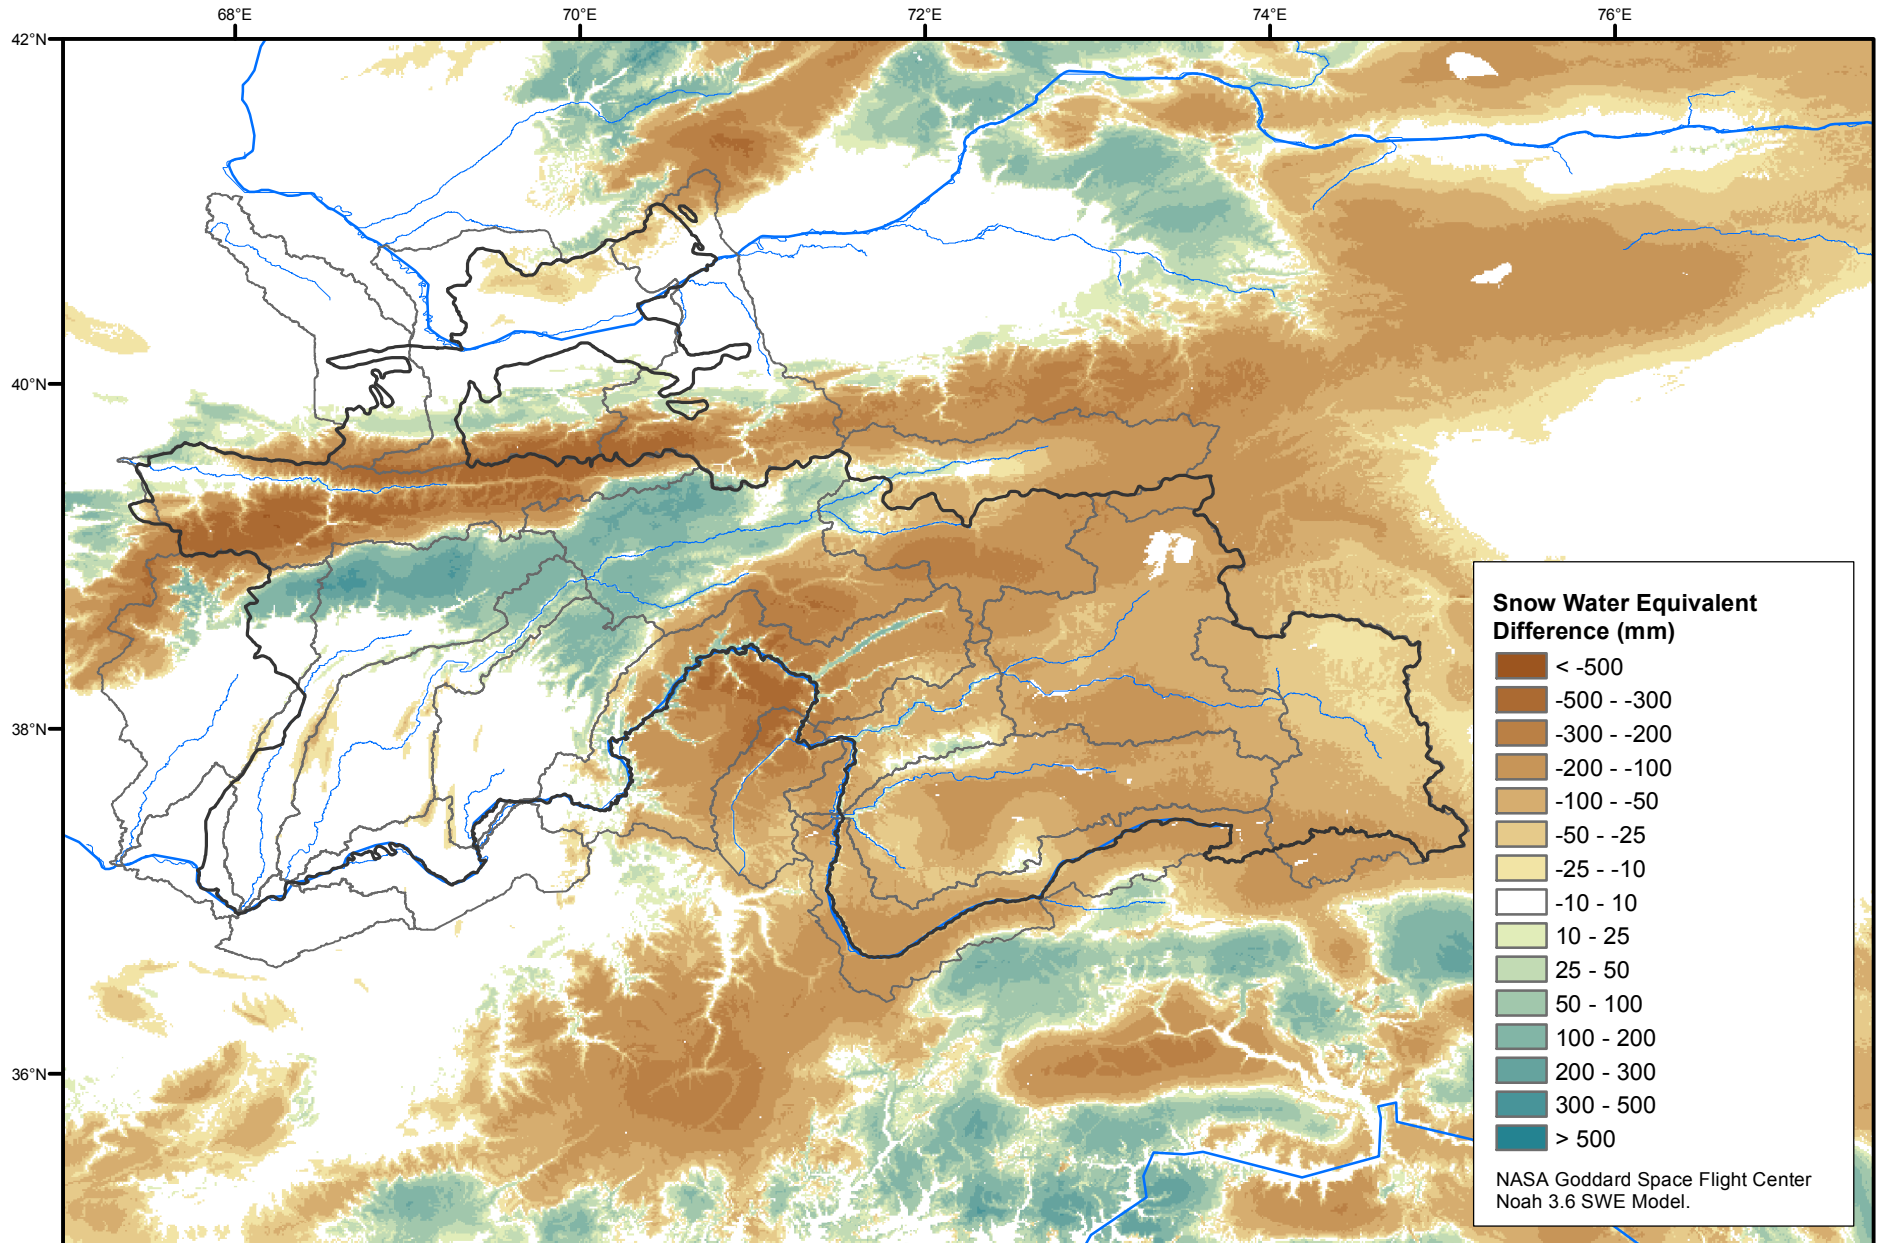 68°E 70°E 72°E 74°E 76°E
42°N
40°N
38°N
36°N
Snow Water Equivalent
Difference (mm)
< -500
-500 - -300
-300 - -200
-200 - -100
-100 - -50
-50 - -25
-25 - -10
-10 - 10
10 - 25
25 - 50
50 - 100
100 - 200
200 - 300
300 - 500
> 500
NASA Goddard Space Flight Center
Noah 3.6 SWE Model.